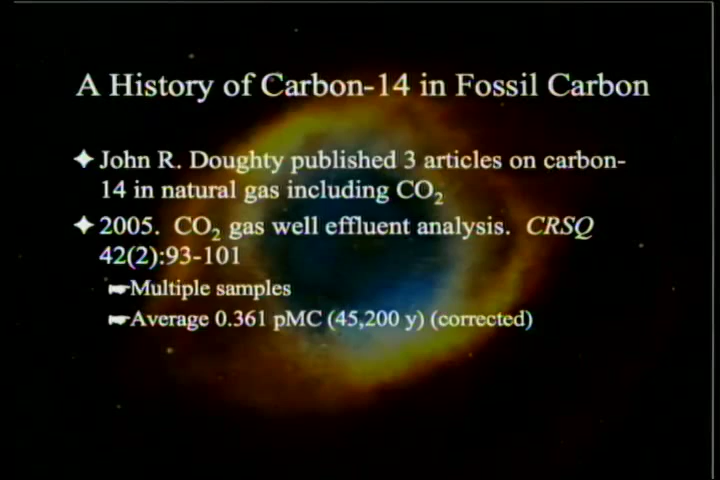 A History of Carbon-14 in Fossil Carbon
John R. Doughty published 3 articles on carbon-
14 in natural gas including CO₂
2005. CO₂ gas well effluent analysis. CRSQ
42(2):93-101
Multiple samples
Average 0.361 pMC (45,200 y) (corrected)